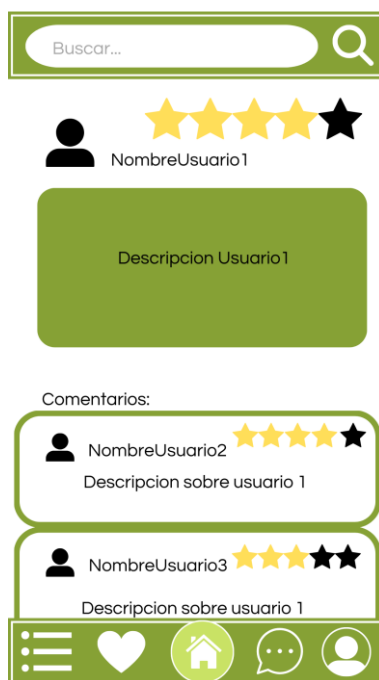 Buscar...
NombreUsuario1
Descripcion Usuario1
Comentarios:
NombreUsuario2
Descripcion sobre usuario 1
NombreUsuario3
Descripcion sobre usuario 1